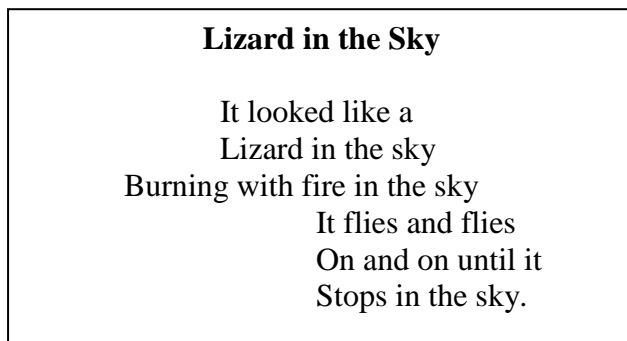 Lizard in the Sky
It looked like a
Lizard in the sky
Burning with fire in the sky
It flies and flies
On and on until it
Stops in the sky.